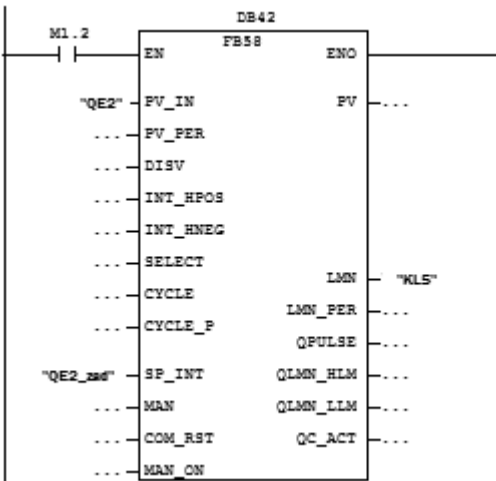 DB42
M1.2
FB58
EN ENO
"QE2" PV_IN PV ...
... PV_PER
... DISV
... INT_HPOS
... INT_HNEG
... SELECT
LMN "KL5"
... CYCLE
LMN_PER ...
... CYCLE_P
QPULSE ...
"QE2_zad" SP_INT QLMN_HLM ...
... MAN QLMN_LLM ...
... COM_RST QC_ACT ...
... MAN_ON